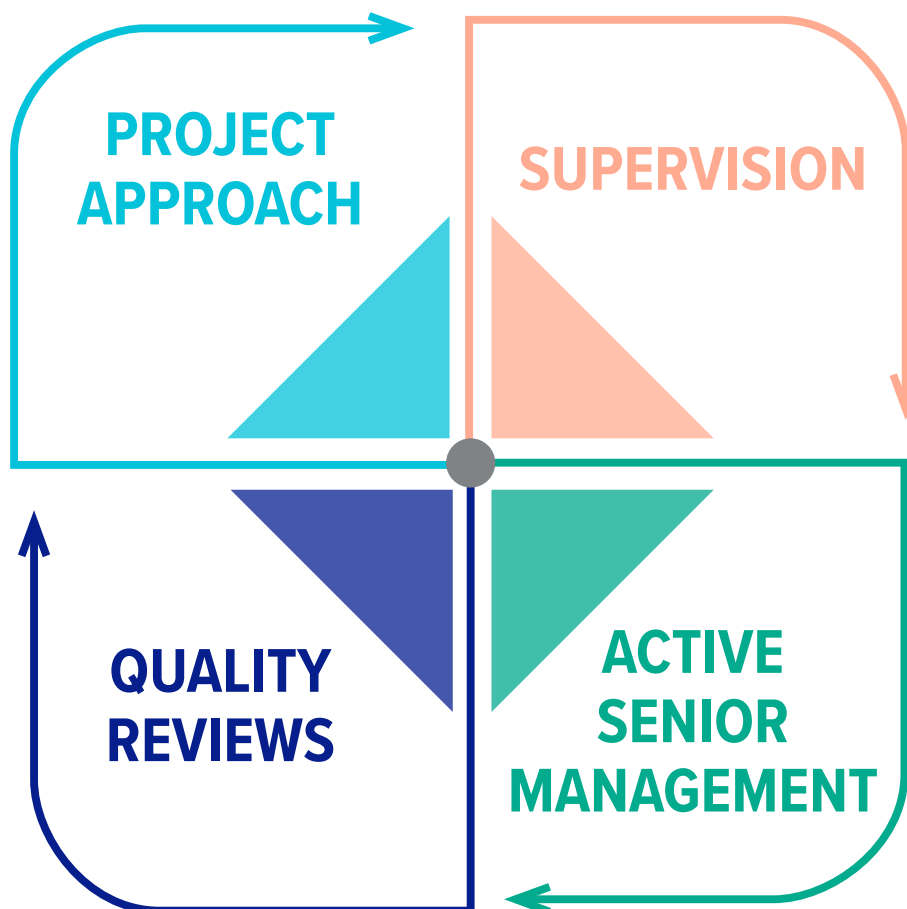 PROJECT
APPROACH
SUPERVISION
QUALITY
REVIEWS
ACTIVE
SENIOR
MANAGEMENT